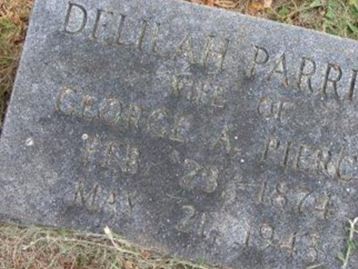 DELILAH PARRI
WIFE OF
GEORGE A. PIERC
FEB. 23, 1874
MAY 21, 1943